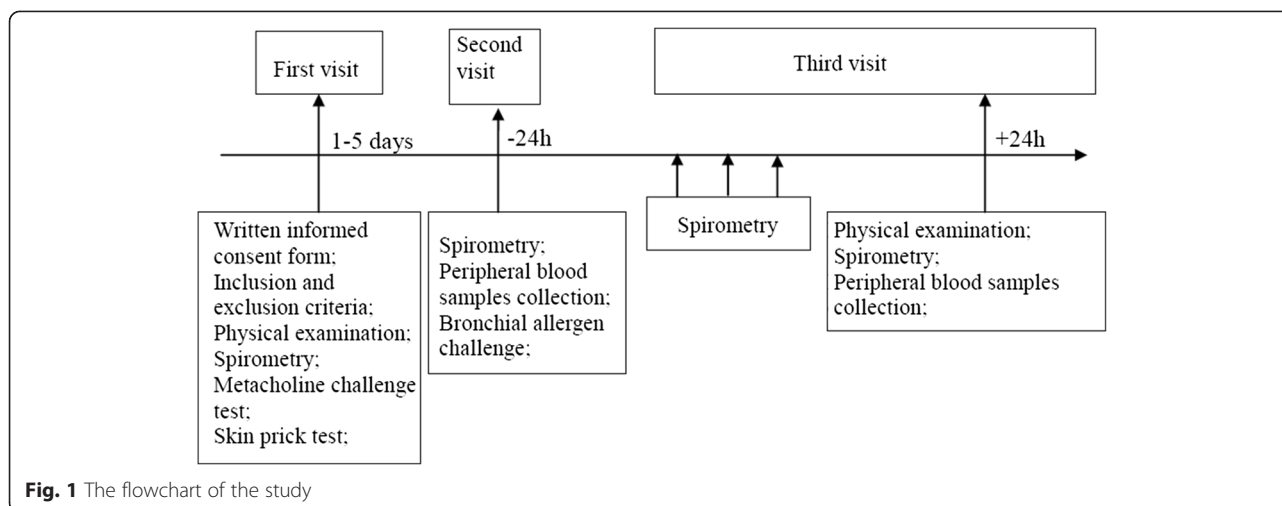 First visit
Second
visit
Third visit
1-5 days
-24h
+24h
Written informed
consent form;
Inclusion and
exclusion criteria;
Physical examination;
Spirometry;
Metacholine challenge
test;
Skin prick test;
Spirometry;
Peripheral blood
samples collection;
Bronchial allergen
challenge;
Spirometry
Physical examination;
Spirometry;
Peripheral blood samples
collection;
Fig. 1 The flowchart of the study